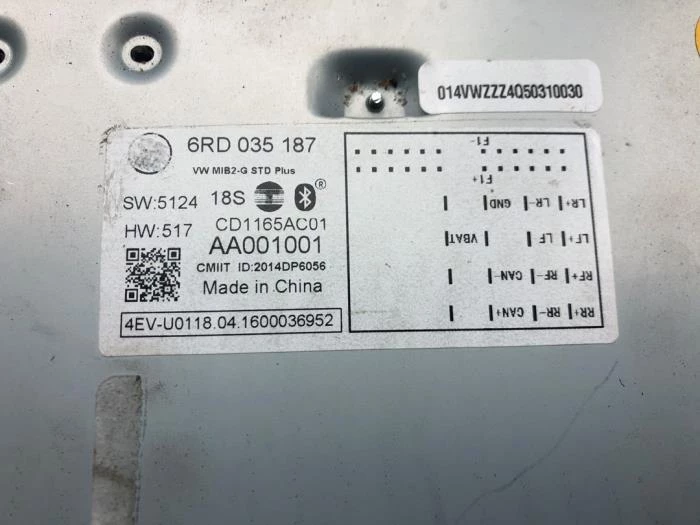 014VWZZZ4Q50310030
6RD 035 187
VW MIB2-G STD Plus
SW:5124 18S ®
HW:517 CD1165AC01
AA001001
CMIIT ID:2014DP6056
Made in China
4EV-U0118.04.1600036952
F1-
F1+
GND LR- LR+
VBAT LF LF+
CAN- RF- RF+
CAN+ RR- RR+